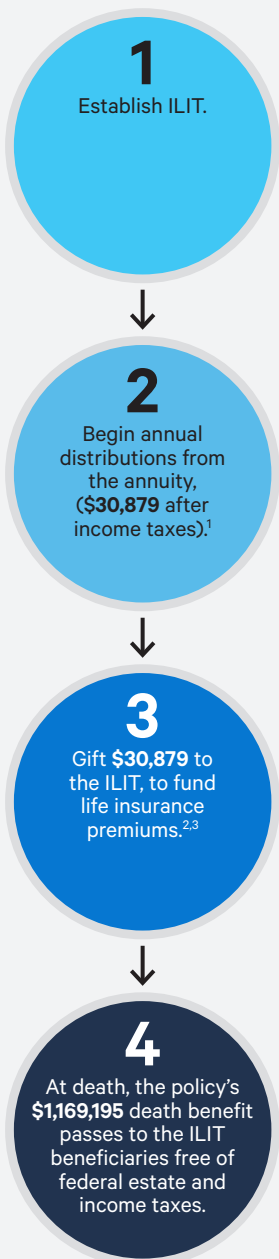 1
Establish ILIT.
2
Begin annual
distributions from
the annuity,
($30,879 after
income taxes).1
3
Gift $30,879 to
the ILIT, to fund
life insurance
premiums.2,3
4
At death, the policy's
$1,169,195 death benefit
passes to the ILIT
beneficiaries free of
federal estate and
income taxes.